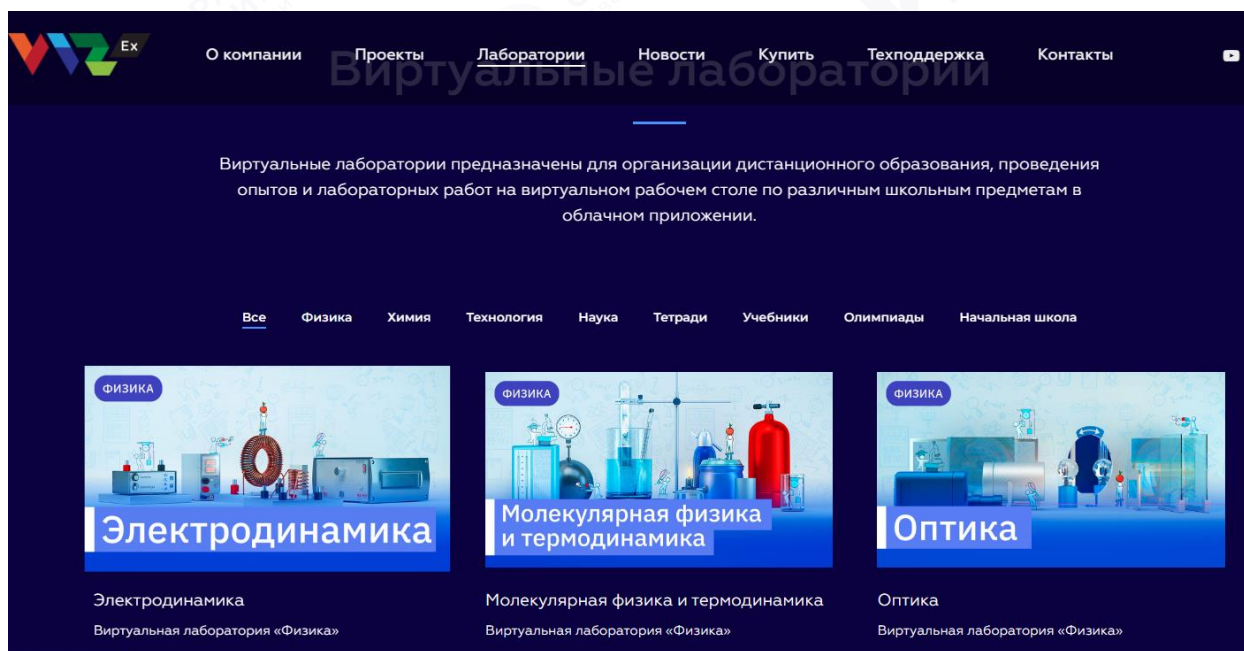 Ex
О компании Проекты Лаборатории Новости Купить Техподдержка Контакты
Виртуальные лаборатории
Виртуальные лаборатории предназначены для организации дистанционного образования, проведения
опытов и лабораторных работ на виртуальном рабочем столе по различным школьным предметам в
облачном приложении.
Все Физика Химия Технология Наука Тетради Учебники Олимпиады Начальная школа
ФИЗИКА
Электродинамика
Электродинамика
Виртуальная лаборатория «Физика»
ФИЗИКА
Молекулярная физика
и термодинамика
Молекулярная физика и термодинамика
Виртуальная лаборатория «Физика»
ФИЗИКА
Оптика
Оптика
Виртуальная лаборатория «Физика»